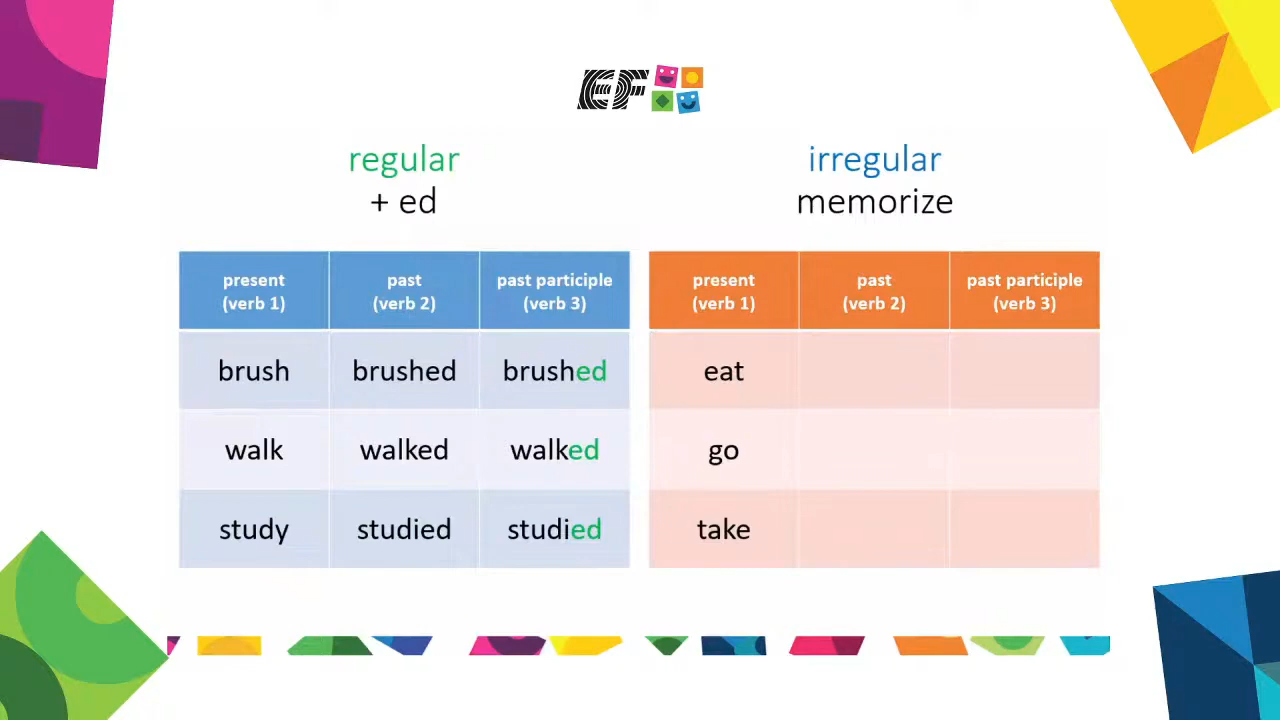 EF
regular
+ ed
irregular
memorize
present
(verb 1)
past
(verb 2)
past participle
(verb 3)
brush
brushed
brushed
walk
walked
walked
study
studied
studied
present
(verb 1)
past
(verb 2)
past participle
(verb 3)
eat
go
take